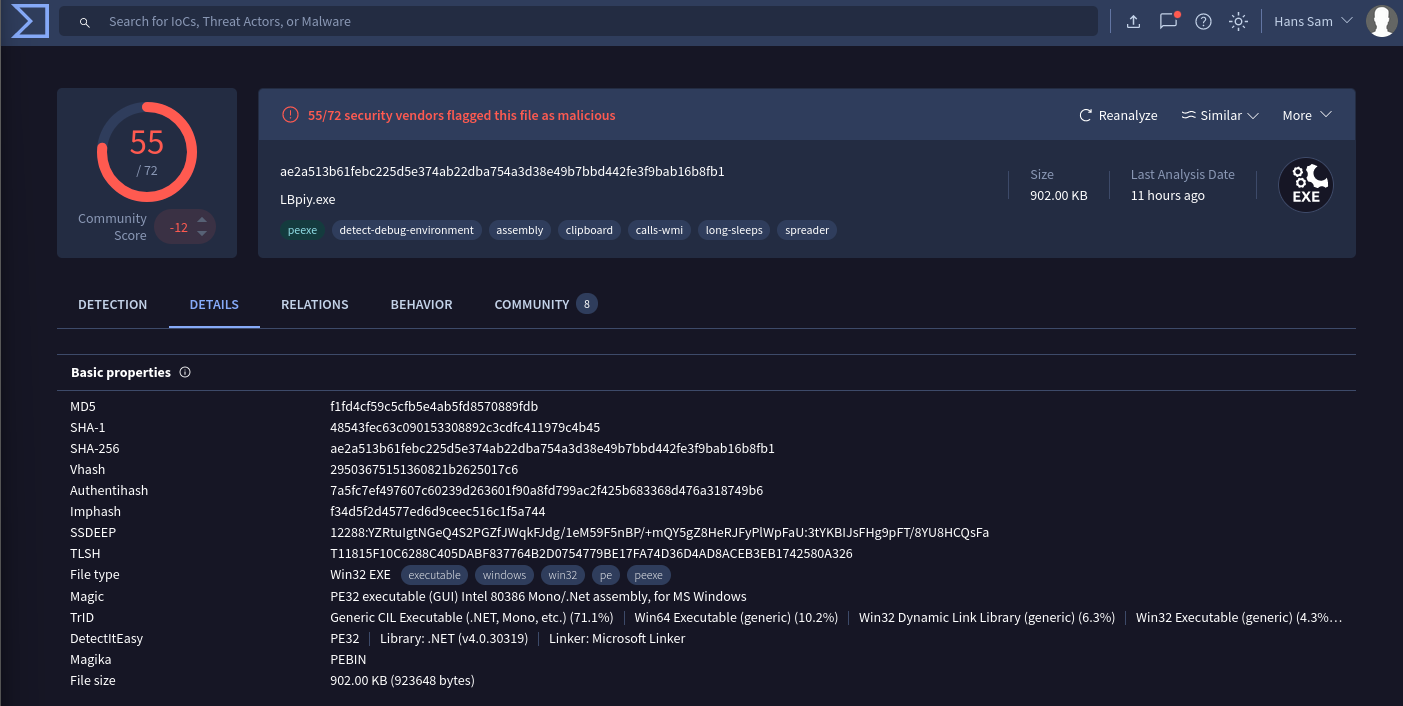 Search for IoCs, Threat Actors, or Malware
Hans Sam
55
/ 72
Community Score
-12
55/72 security vendors flagged this file as malicious
Reanalyze Similar More
ae2a513b61febc225d5e374ab22dba754a3d38e49b7bbd442fe3f9bab16b8fb1
LBpiy.exe
peexe detect-debug-environment assembly clipboard calls-wmi long-sleeps spreader
Size
902.00 KB
Last Analysis Date
11 hours ago
EXE
DETECTION DETAILS RELATIONS BEHAVIOR COMMUNITY 8
Basic properties
MD5 f1fd4cf59c5cfb5e4ab5fd8570889fdb
SHA-1 48543fec63c090153308892c3cdfc411979c4b45
SHA-256 ae2a513b61febc225d5e374ab22dba754a3d38e49b7bbd442fe3f9bab16b8fb1
Vhash 29503675151360821b2625017c6
Authentihash 7a5fc7ef497607c60239d263601f90a8fd799ac2f425b683368d476a318749b6
Imphash f34d5f2d4577ed6d9ceec516c1f5a744
SSDEEP 12288:YZRtuIgtNGeQ4S2PGZfJWqkFJdg/1eM59F5nBP/+mQY5gZ8HeRJFyPlWpFaU:3tYKBIJsFHg9pFT/8YU8HCQsFa
TLSH T11815F10C6288C405DABF837764B2D0754779BE17FA74D36D4AD8ACEB3EB1742580A326
File type Win32 EXE executable windows win32 pe peexe
Magic PE32 executable (GUI) Intel 80386 Mono/.Net assembly, for MS Windows
TrID Generic CIL Executable (.NET, Mono, etc.) (71.1%) Win64 Executable (generic) (10.2%) Win32 Dynamic Link Library (generic) (6.3%) Win32 Executable (generic) (4.3%…
DetectItEasy PE32 Library: .NET (v4.0.30319) Linker: Microsoft Linker
Magika PEBIN
File size 902.00 KB (923648 bytes)